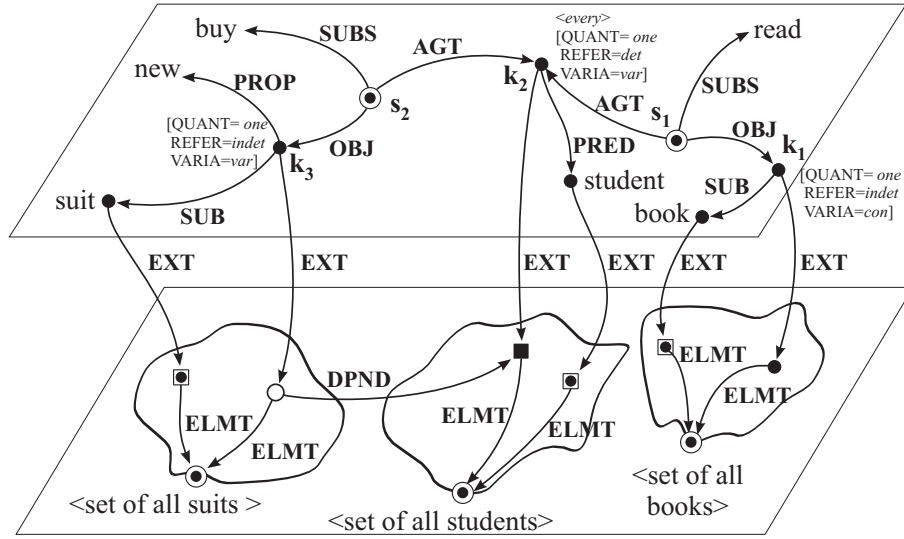 <every>
buy
SUBS
AGT
[QUANT= one
REFER=det
VARIA=var]
read
new
PROP
k2
s2
AGT
s1
SUBS
[QUANT= one
REFER=indet
VARIA=var]
k3
OBJ
PRED
OBJ
k1
suit
SUB
student
book
SUB
[QUANT= one
REFER=indet
VARIA=con]
EXT
EXT
EXT
EXT
EXT
EXT
DPND
ELMT
ELMT
ELMT
ELMT
ELMT
ELMT
<set of all suits >
<set of all students>
<set of all
books>